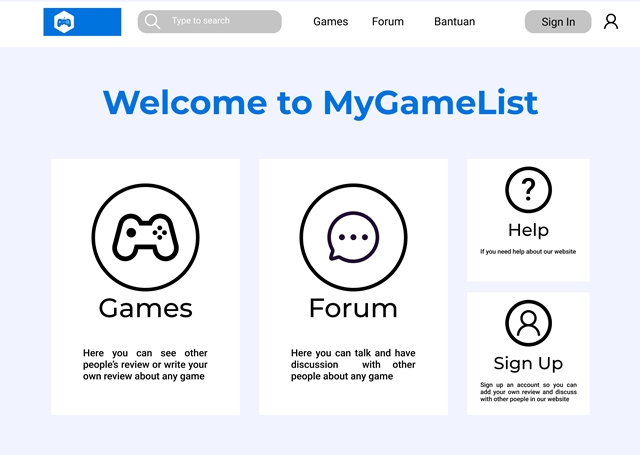 Type to search
Games
Forum
Bantuan
Sign In
Welcome to MyGameList
Games
Here you can see other
people's review or write your
own review about any game
Forum
Here you can talk and have
discussion with other
people about any game
?
Help
If you need help about our website
Sign Up
Sign up an account so you can
add your own review and discuss
with other poeple in our website